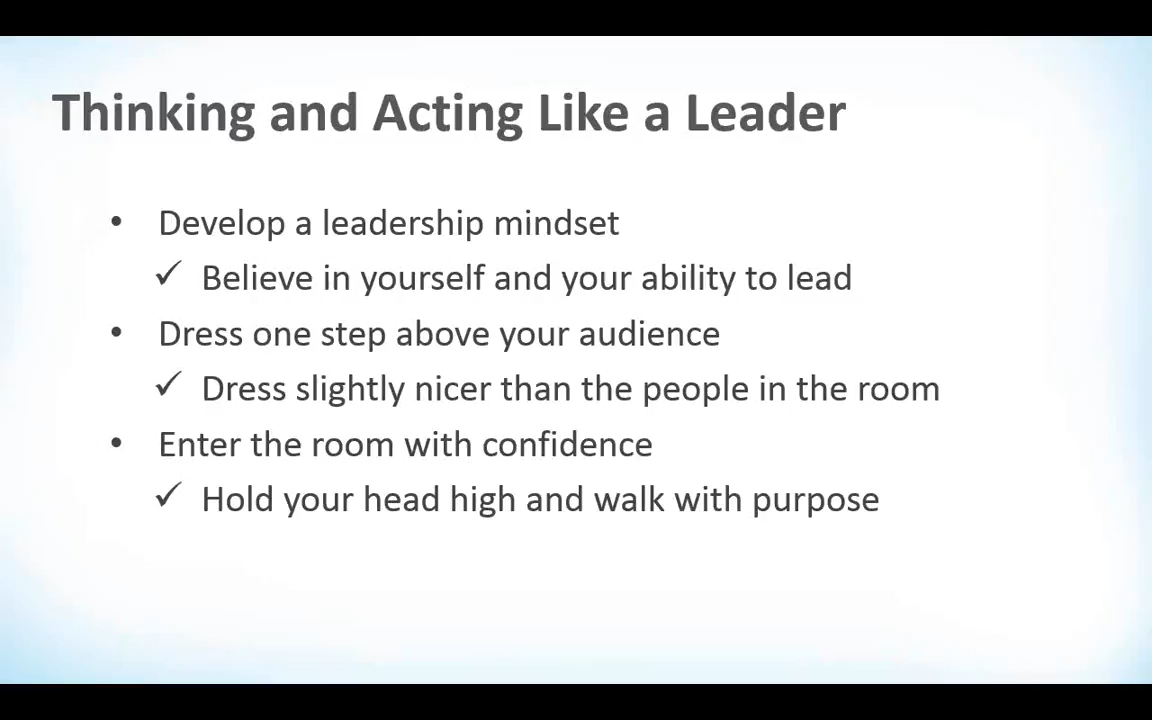 Thinking and Acting Like a Leader
• Develop a leadership mindset
✓ Believe in yourself and your ability to lead
• Dress one step above your audience
✓ Dress slightly nicer than the people in the room
• Enter the room with confidence
✓ Hold your head high and walk with purpose